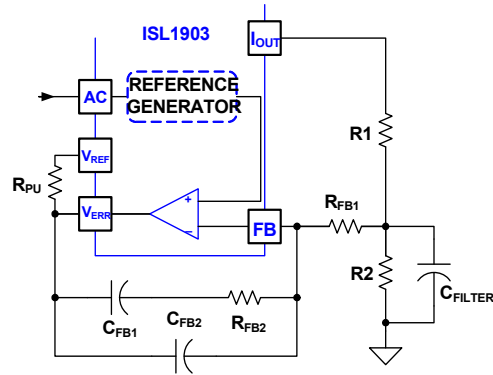 ISL1903
IOUT
AC
REFERENCE
GENERATOR
R1
VREF
RPU
VERR
+
−
FB
RFB1
R2
CFILTER
CFB1
CFB2
RFB2